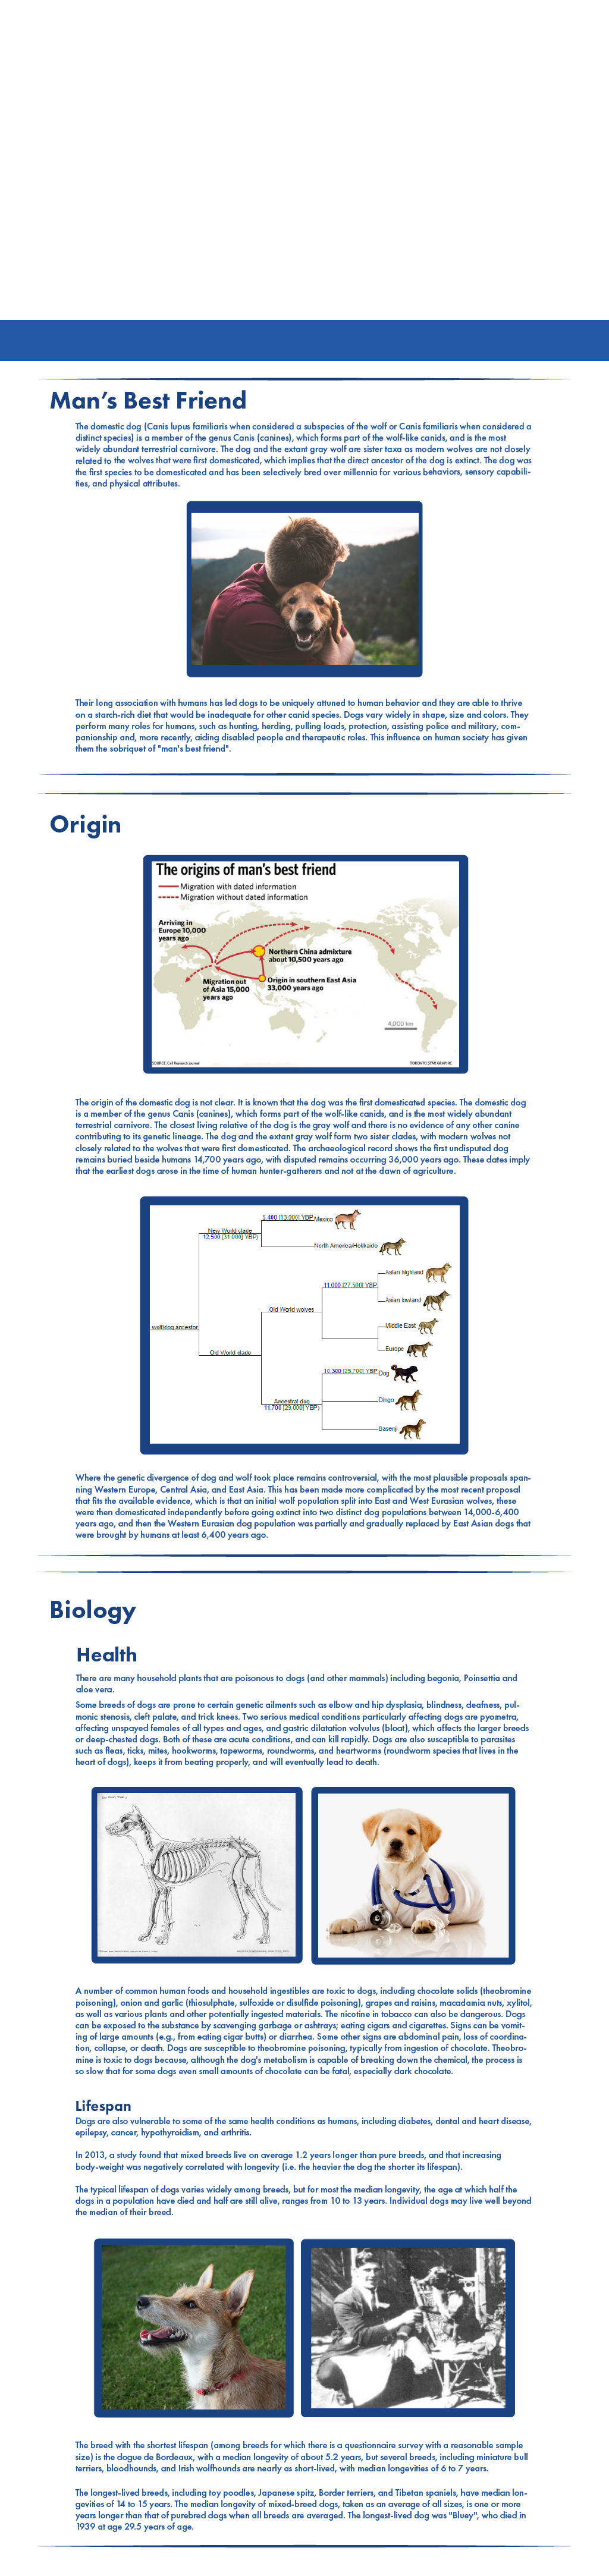 Man's Best Friend
The domestic dog (Canis lupus familiaris when considered a subspecies of the wolf or Canis familiaris when considered a
distinct species) is a member of the genus Canis (canines), which forms part of the wolf-like canids, and is the most
widely abundant terrestrial carnivore. The dog and the extant gray wolf are sister taxa as modern wolves are not closely
related to the wolves that were first domesticated, which implies that the direct ancestor of the dog is extinct. The dog was
the first species to be domesticated and has been selectively bred over millennia for various behaviors, sensory capabili-
ties, and physical attributes.
Their long association with humans has led dogs to be uniquely attuned to human behavior and they are able to thrive
on a starch-rich diet that would be inadequate for other canid species. Dogs vary widely in shape, size and colors. They
perform many roles for humans, such as hunting, herding, pulling loads, protection, assisting police and military, com-
panionship and, more recently, aiding disabled people and therapeutic roles. This influence on human society has given
them the sobriquet of "man's best friend".
Origin
The origins of man's best friend
Migration with dated information
Migration without dated information
Arriving in
Europe 10,000
years ago
Northern China admixture
about 10,500 years ago
Migration out
of Asia 15,000
years ago
Origin in southern East Asia
33,000 years ago
4,000 km
SOURCE: Cell Research journal
TORONTO STAR GRAPHIC
The origin of the domestic dog is not clear. It is known that the dog was the first domesticated species. The domestic dog
is a member of the genus Canis (canines), which forms part of the wolf-like canids, and is the most widely abundant
terrestrial carnivore. The closest living relative of the dog is the gray wolf and there is no evidence of any other canine
contributing to its genetic lineage. The dog and the extant gray wolf form two sister clades, with modern wolves not
closely related to the wolves that were first domesticated. The archaeological record shows the first undisputed dog
remains buried beside humans 14,700 years ago, with disputed remains occurring 36,000 years ago. These dates imply
that the earliest dogs arose in the time of human hunter-gatherers and not at the dawn of agriculture.
5,400 [13,000] YBP
Mexico
New World clade
12,500 [31,000] YBP)
North America/Hokkaido
Asian highland
11,000 [27,500] YBP
Asian lowland
Old World wolves
Middle East
wolf/dog ancestor
Europe
Old World clade
10,300 [25,700] YBP
Dog
Ancestral dog
11,700 [29,000] YBP)
Dingo
Basenji
Where the genetic divergence of dog and wolf took place remains controversial, with the most plausible proposals span-
ning Western Europe, Central Asia, and East Asia. This has been made more complicated by the most recent proposal
that fits the available evidence, which is that an initial wolf population split into East and West Eurasian wolves, these
were then domesticated independently before going extinct into two distinct dog populations between 14,000-6,400
years ago, and then the Western Eurasian dog population was partially and gradually replaced by East Asian dogs that
were brought by humans at least 6,400 years ago.
Biology
Health
There are many household plants that are poisonous to dogs (and other mammals) including begonia, Poinsettia and
aloe vera.
Some breeds of dogs are prone to certain genetic ailments such as elbow and hip dysplasia, blindness, deafness, pul-
monic stenosis, cleft palate, and trick knees. Two serious medical conditions particularly affecting dogs are pyometra,
affecting unspayed females of all types and ages, and gastric dilatation volvulus (bloat), which affects the larger breeds
or deep-chested dogs. Both of these are acute conditions, and can kill rapidly. Dogs are also susceptible to parasites
such as fleas, ticks, mites, hookworms, tapeworms, roundworms, and heartworms (roundworm species that lives in the
heart of dogs), keeps it from beating properly, and will eventually lead to death.
A number of common human foods and household ingestibles are toxic to dogs, including chocolate solids (theobromine
poisoning), onion and garlic (thiosulphate, sulfoxide or disulfide poisoning), grapes and raisins, macadamia nuts, xylitol,
as well as various plants and other potentially ingested materials. The nicotine in tobacco can also be dangerous. Dogs
can be exposed to the substance by scavenging garbage or ashtrays; eating cigars and cigarettes. Signs can be vomit-
ing of large amounts (e.g., from eating cigar butts) or diarrhea. Some other signs are abdominal pain, loss of coordina-
tion, collapse, or death. Dogs are susceptible to theobromine poisoning, typically from ingestion of chocolate. Theobro-
mine is toxic to dogs because, although the dog's metabolism is capable of breaking down the chemical, the process is
so slow that for some dogs even small amounts of chocolate can be fatal, especially dark chocolate.
Lifespan
Dogs are also vulnerable to some of the same health conditions as humans, including diabetes, dental and heart disease,
epilepsy, cancer, hypothyroidism, and arthritis.
In 2013, a study found that mixed breeds live on average 1.2 years longer than pure breeds, and that increasing
body-weight was negatively correlated with longevity (i.e. the heavier the dog the shorter its lifespan).
The typical lifespan of dogs varies widely among breeds, but for most the median longevity, the age at which half the
dogs in a population have died and half are still alive, ranges from 10 to 13 years. Individual dogs may live well beyond
the median of their breed.
The breed with the shortest lifespan (among breeds for which there is a questionnaire survey with a reasonable sample
size) is the dogue de Bordeaux, with a median longevity of about 5.2 years, but several breeds, including miniature bull
terriers, bloodhounds, and Irish wolfhounds are nearly as short-lived, with median longevities of 6 to 7 years.
The longest-lived breeds, including toy poodles, Japanese spitz, Border terriers, and Tibetan spaniels, have median lon-
gevities of 14 to 15 years. The median longevity of mixed-breed dogs, taken as an average of all sizes, is one or more
years longer than that of purebred dogs when all breeds are averaged. The longest-lived dog was "Bluey", who died in
1939 at age 29.5 years of age.